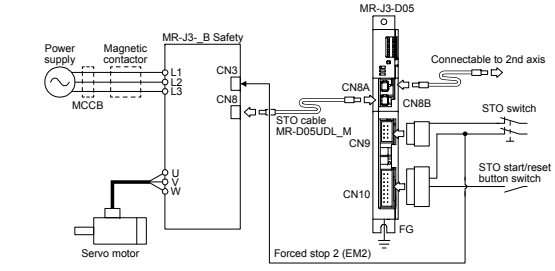 MR-J3-D05
MR-J3-_B Safety
Power
supply
Magnetic
contactor
MCCB
L1
L2
L3
CN3
CN8
STO cable
MR-D05UDL_M
CN8A
CN8B
Connectable to 2nd axis
STO switch
CN9
STO start/reset
button switch
CN10
U
V
W
Servo motor
Forced stop 2 (EM2)
FG